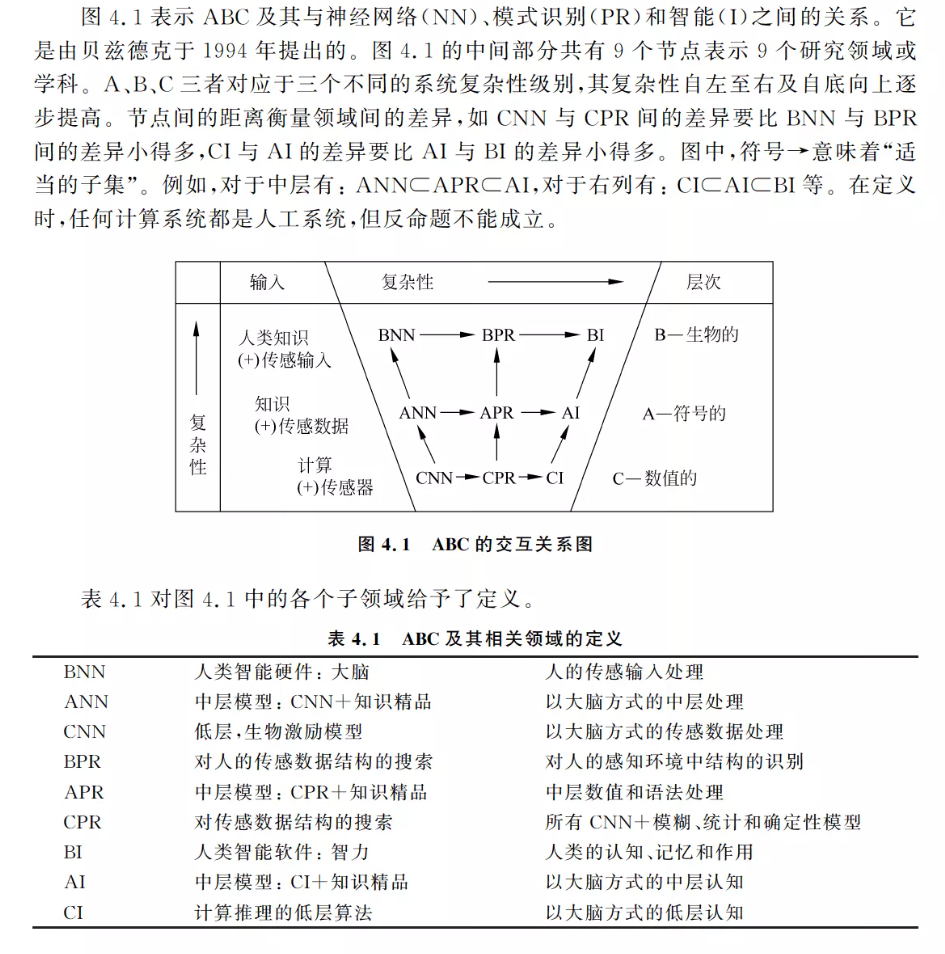 图 4.1 表示 ABC 及其与神经网络(NN)、模式识别(PR)和智能(I)之间的关系。它
是由贝兹德克于 1994 年提出的。图 4.1 的中间部分共有 9 个节点表示 9 个研究领域或
学科。A、B、C 三者对应于三个不同的系统复杂性级别,其复杂性自左至右及自底向上逐
步提高。节点间的距离衡量领域间的差异,如 CNN 与 CPR 间的差异要比 BNN 与 BPR
间的差异小得多,CI 与 AI 的差异要比 AI 与 BI 的差异小得多。图中,符号→意味着“适
当的子集”。例如,对于中层有: ANN⊂APR⊂AI,对于右列有: CI⊂AI⊂BI 等。在定义
时,任何计算系统都是人工系统,但反命题不能成立。
输入 复杂性 层次
人类知识 BNN BPR BI B—生物的
(+)传感输入
知识 ANN APR AI A—符号的
(+)传感数据
复杂性
计算 CNN CPR CI C—数值的
(+)传感器
图 4.1 ABC 的交互关系图
表 4.1 对图 4.1 中的各个子领域给予了定义。
表 4.1 ABC 及其相关领域的定义
BNN 人类智能硬件: 大脑 人的传感输入处理
ANN 中层模型: CNN+知识精品 以大脑方式的中层处理
CNN 低层,生物激励模型 以大脑方式的传感数据处理
BPR 对人的传感数据结构的搜索 对人的感知环境中结构的识别
APR 中层模型: CPR+知识精品 中层数值和语法处理
CPR 对传感数据结构的搜索 所有 CNN+模糊、统计和确定性模型
BI 人类智能软件: 智力 人类的认知、记忆和作用
AI 中层模型: CI+知识精品 以大脑方式的中层认知
CI 计算推理的低层算法 以大脑方式的低层认知